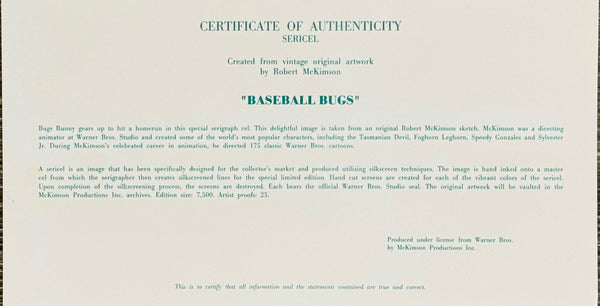 CERTIFICATE OF AUTHENTICITY
SERICEL
Created from vintage original artwork
by Robert McKimson
"BASEBALL BUGS"
Bugs Bunny gears up to hit a homerun in this special serigraph cel. This delightful image is taken from an original Robert McKimson sketch. McKimson was a directing
animator at Warner Bros. Studio and created some of the world's most popular characters, including the Tasmanian Devil, Foghorn Leghorn, Speedy Gonzales and Sylvester
Jr. During McKimson's celebrated career in animation, he directed 175 classic Warner Bros. cartoons.
A sericel is an image that has been specifically designed for the collector's market and produced utilizing silkscreen techniques. The image is hand inked onto a master
cel from which the serigrapher then creates silkscreened lines for the special limited edition. Hand cut screens are created for each of the vibrant colors of the sericel.
Upon completion of the silkscreening process, the screens are destroyed. Each bears the official Warner Bros. Studio seal. The original artwork will be vaulted in the
McKimson Productions Inc. archives. Edition size: 7,500. Artist proofs: 25.
Produced under license from Warner Bros.
by McKimson Productions Inc.
This is to certify that all information and the statements contained are true and correct.